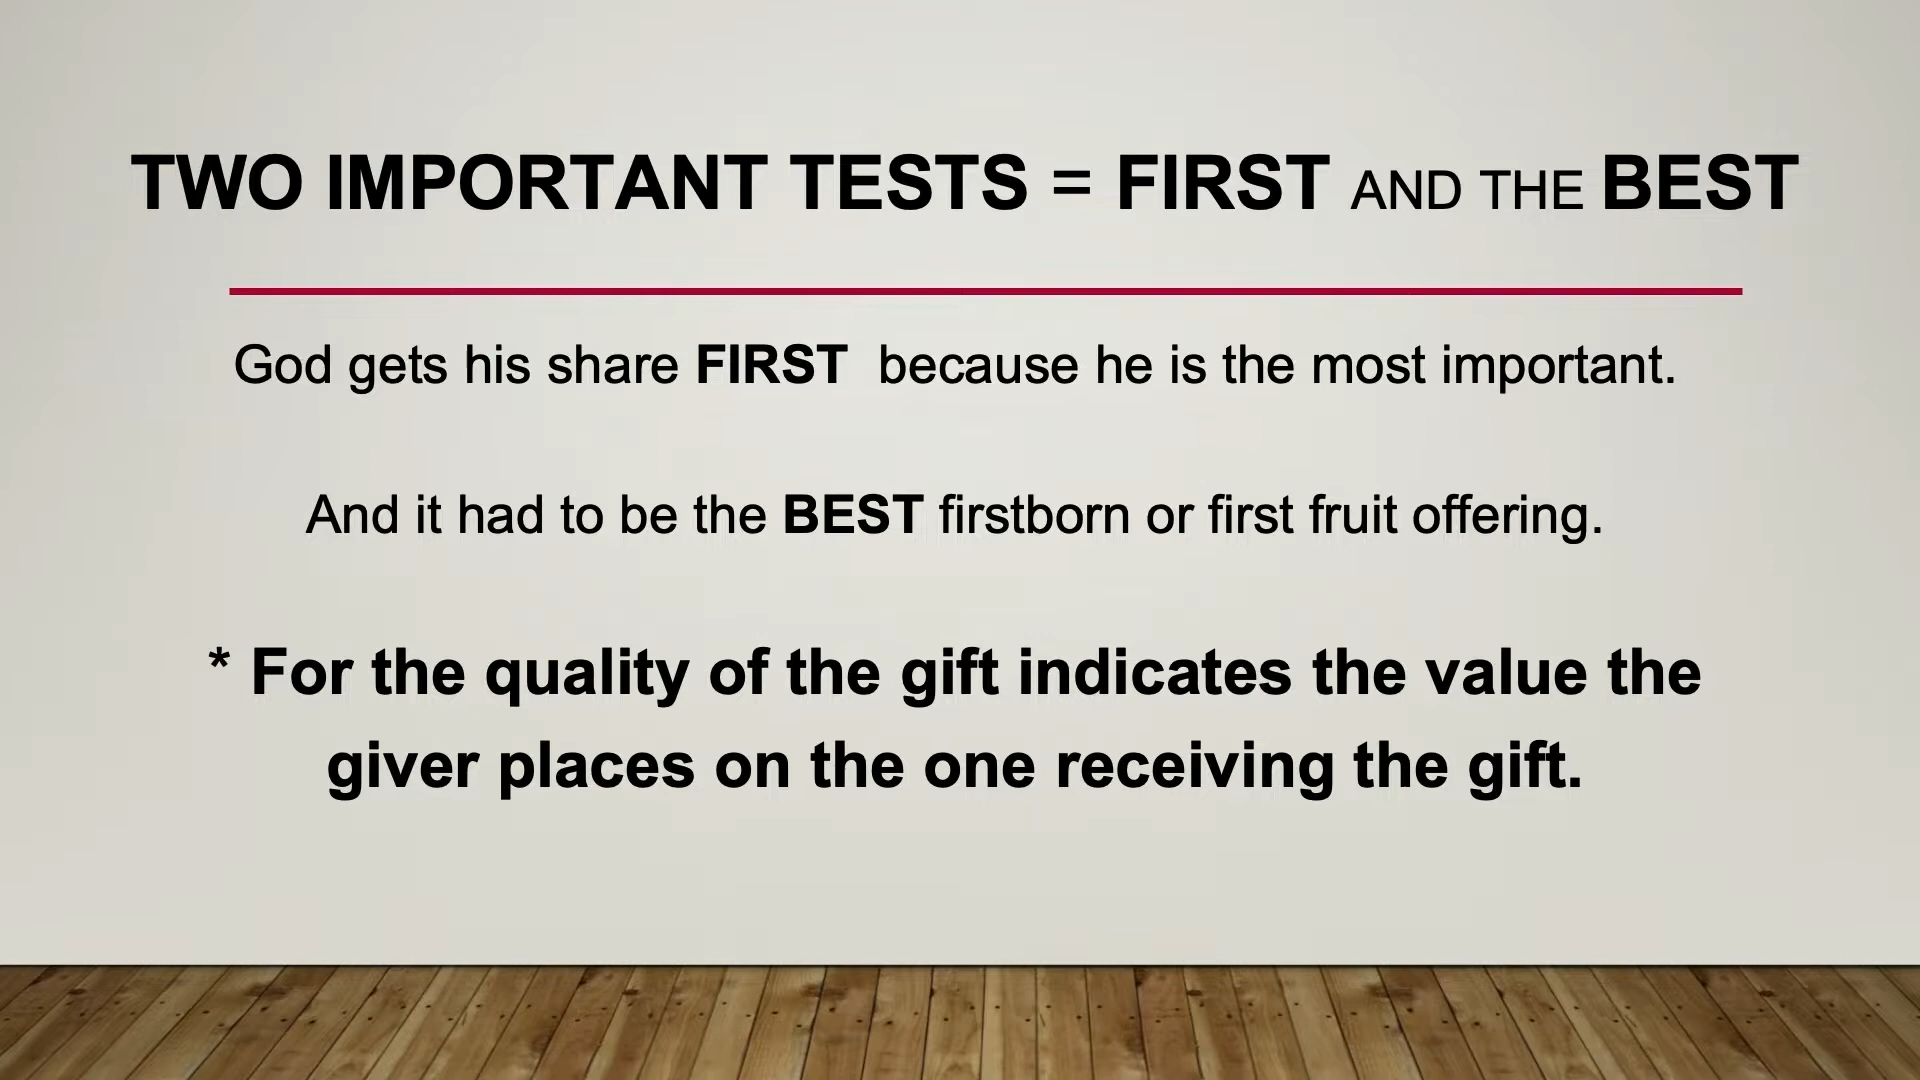 TWO IMPORTANT TESTS = FIRST AND THE BEST
God gets his share FIRST  because he is the most important.
And it had to be the BEST firstborn or first fruit offering.
* For the quality of the gift indicates the value the
giver places on the one receiving the gift.